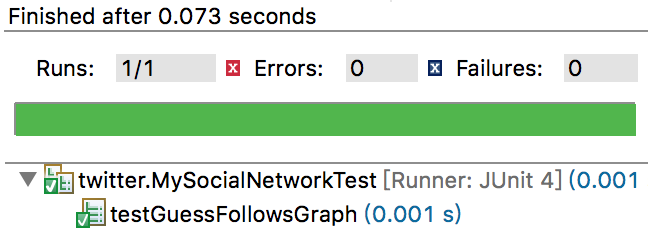 Finished after 0.073 seconds
Runs: 1/1 Errors: 0 Failures: 0
twitter.MySocialNetworkTest [Runner: JUnit 4] (0.001
testGuessFollowsGraph (0.001 s)